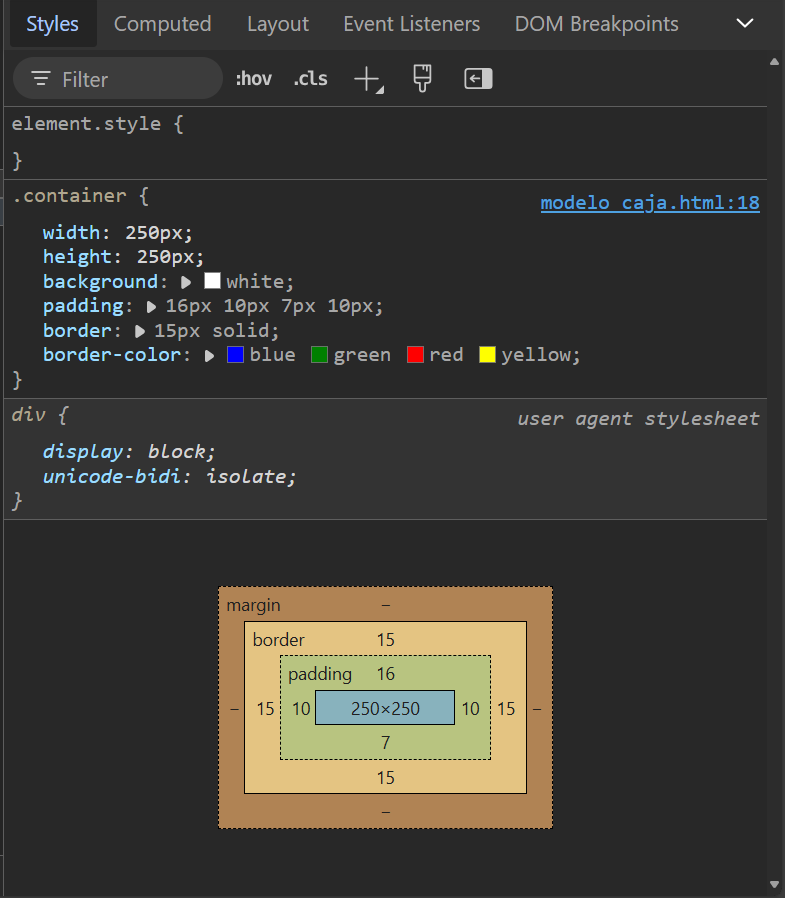 Styles Computed Layout Event Listeners DOM Breakpoints
Filter :hov .cls
element.style {
}
.container { modelo caja.html:18
width: 250px;
height: 250px;
background: white;
padding: 16px 10px 7px 10px;
border: 15px solid;
border-color: blue green red yellow;
}
div { user agent stylesheet
display: block;
unicode-bidi: isolate;
}
margin –
border 15
padding 16
– 15 10 250×250 10 15 –
7
15
–